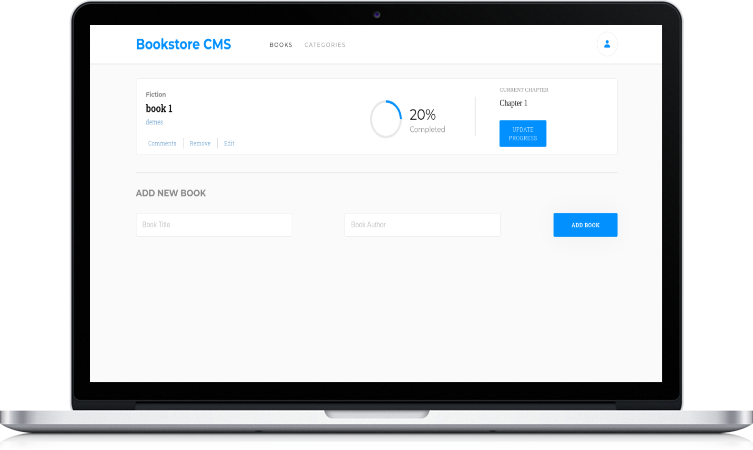 Bookstore CMS BOOKS CATEGORIES
Fiction
book 1
demes
Comments Remove Edit
20%
Completed
CURRENT CHAPTER
Chapter 1
UPDATE
PROGRESS
ADD NEW BOOK
Book Title Book Author ADD BOOK